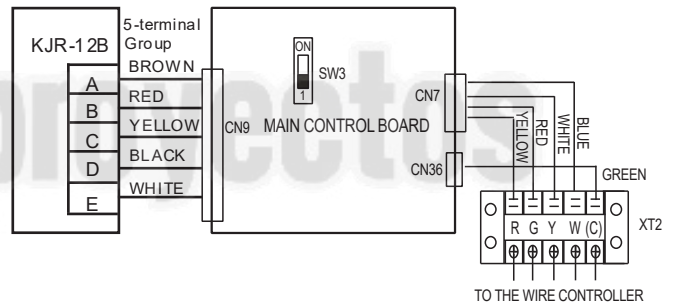 KJR-12B
5-terminal
Group
A
B
C
D
E
BROWN
RED
YELLOW
BLACK
WHITE
CN9
ON
1
SW3
MAIN CONTROL BOARD
CN7
CN36
YELLOW
RED
WHITE
BLUE
GREEN
R G Y W (C)
XT2
TO THE WIRE CONTROLLER
proyectos